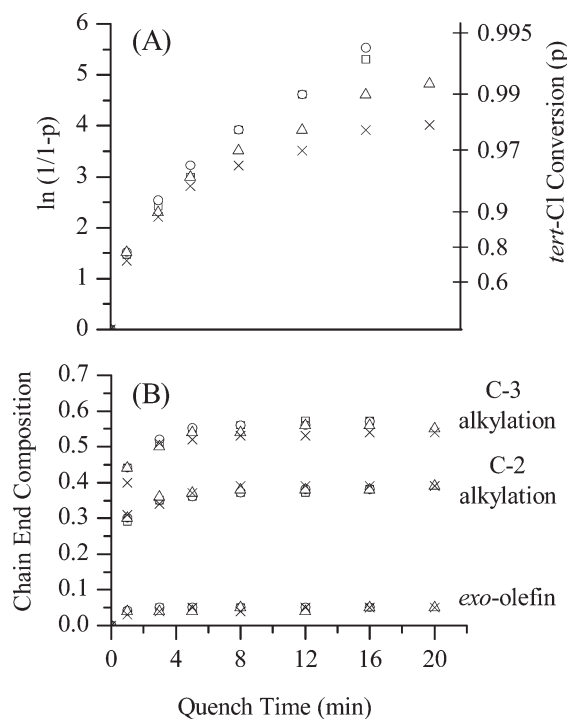 (A)
6
5
4
3
2
1
0
ln (1/1-p)
0.995
0.99
0.97
0.9
0.8
0.6
tert-Cl Conversion (p)
(B)
0.7
0.6
0.5
0.4
0.3
0.2
0.1
0.0
Chain End Composition
C-3
alkylation
C-2
alkylation
exo-olefin
0 4 8 12 16 20
Quench Time (min)